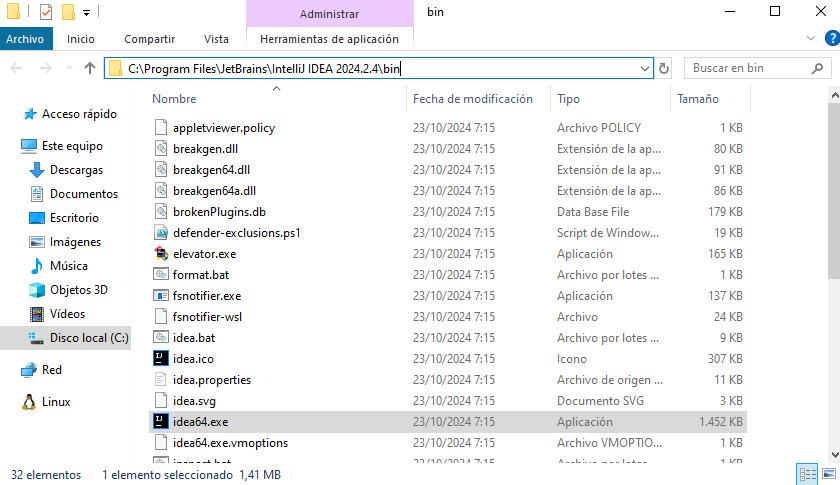 Administrar bin
Archivo Inicio Compartir Vista Herramientas de aplicación
C:\Program Files\JetBrains\IntelliJ IDEA 2024.2.4\bin Buscar en bin
Nombre Fecha de modificación Tipo Tamaño
Acceso rápido
Este equipo
Descargas
Documentos
Escritorio
Imágenes
Música
Objetos 3D
Vídeos
Disco local (C:)
Red
Linux
appletviewer.policy 23/10/2024 7:15 Archivo POLICY 1 KB
breakgen.dll 23/10/2024 7:15 Extensión de la ap... 80 KB
breakgen64.dll 23/10/2024 7:15 Extensión de la ap... 91 KB
breakgen64a.dll 23/10/2024 7:15 Extensión de la ap... 86 KB
brokenPlugins.db 23/10/2024 7:15 Data Base File 179 KB
defender-exclusions.ps1 23/10/2024 7:15 Script de Window... 19 KB
elevator.exe 23/10/2024 7:15 Aplicación 165 KB
format.bat 23/10/2024 7:15 Archivo por lotes ... 1 KB
fsnotifier.exe 23/10/2024 7:15 Aplicación 137 KB
fsnotifier-wsl 23/10/2024 7:15 Archivo 24 KB
idea.bat 23/10/2024 7:15 Archivo por lotes ... 9 KB
idea.ico 23/10/2024 7:15 Icono 307 KB
idea.properties 23/10/2024 7:15 Archivo de origen ... 11 KB
idea.svg 23/10/2024 7:15 Documento SVG 3 KB
idea64.exe 23/10/2024 7:15 Aplicación 1.452 KB
idea64.exe.vmoptions 23/10/2024 7:15 Archivo VMOPTIO... 1 KB
32 elementos 1 elemento seleccionado 1,41 MB